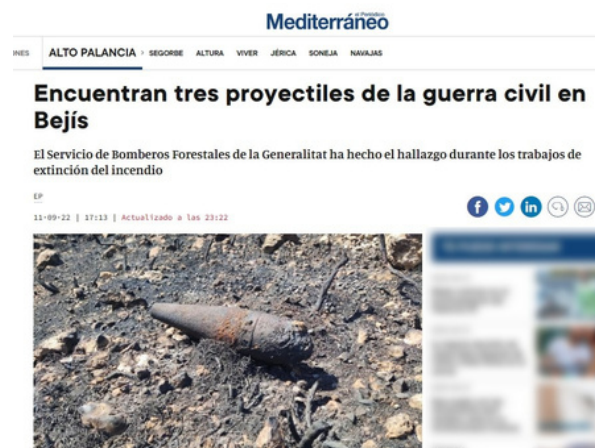 el Periódico
Mediterráneo
ONES ALTO PALANCIA › SEGORBE ALTURA VIVER JÉRICA SONEJA NAVAJAS
Encuentran tres proyectiles de la guerra civil en
Bejís
El Servicio de Bomberos Forestales de la Generalitat ha hecho el hallazgo durante los trabajos de
extinción del incendio
EP
11·09·22 | 17:13 | Actualizado a las 23:22